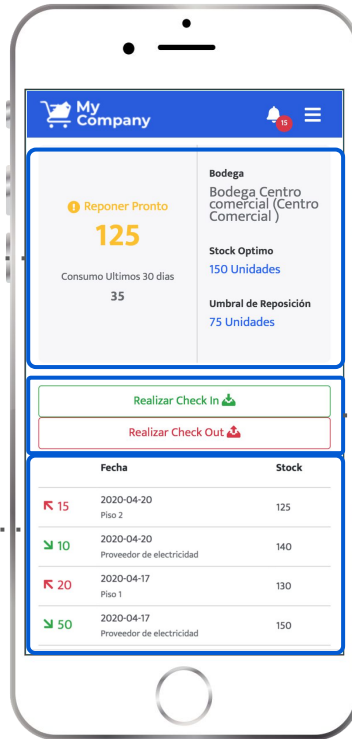 My
Company
15
Reponer Pronto
125
Consumo Ultimos 30 días
35
Bodega
Bodega Centro
comercial (Centro
Comercial )
Stock Optimo
150 Unidades
Umbral de Reposición
75 Unidades
Realizar Check In
Realizar Check Out
Fecha Stock
15 2020-04-20 125
Piso 2
10 2020-04-20 140
Proveedor de electricidad
20 2020-04-17 130
Piso 1
50 2020-04-17 150
Proveedor de electricidad